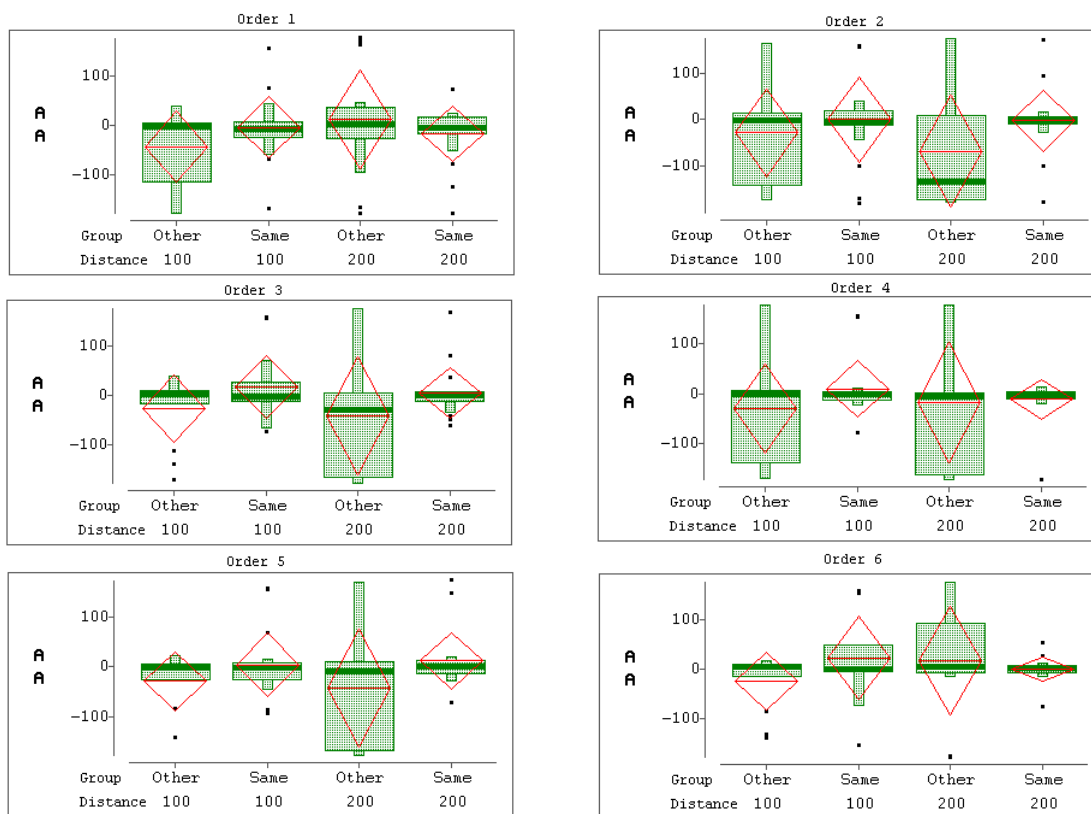 Order 1
100
A
A
0
-100
Group Other Same Other Same
Distance 100 100 200 200
Order 2
100
A
A
0
-100
Group Other Same Other Same
Distance 100 100 200 200
Order 3
100
A
A
0
-100
Group Other Same Other Same
Distance 100 100 200 200
Order 4
100
A
A
0
-100
Group Other Same Other Same
Distance 100 100 200 200
Order 5
100
A
A
0
-100
Group Other Same Other Same
Distance 100 100 200 200
Order 6
100
A
A
0
-100
Group Other Same Other Same
Distance 100 100 200 200